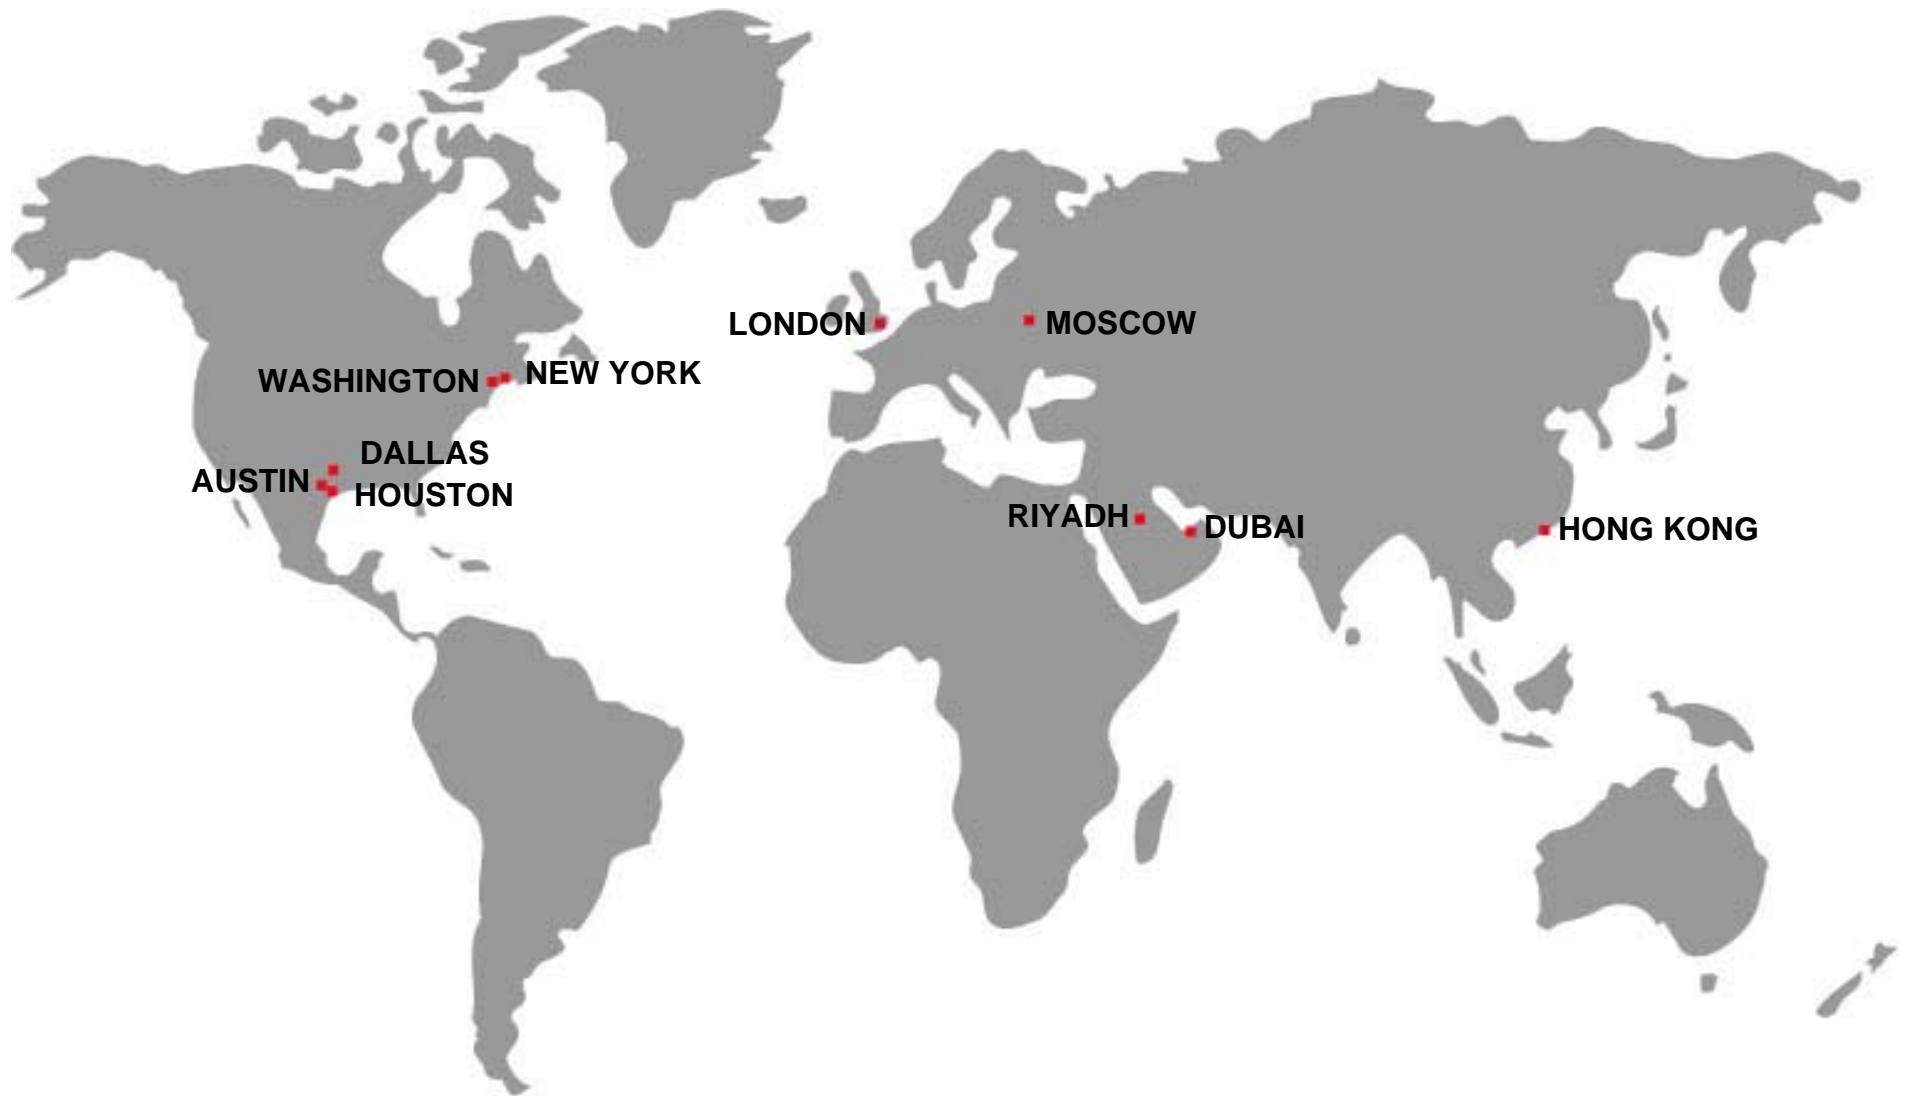 LONDON
MOSCOW
WASHINGTON
NEW YORK
DALLAS
AUSTIN
HOUSTON
RIYADH
DUBAI
HONG KONG